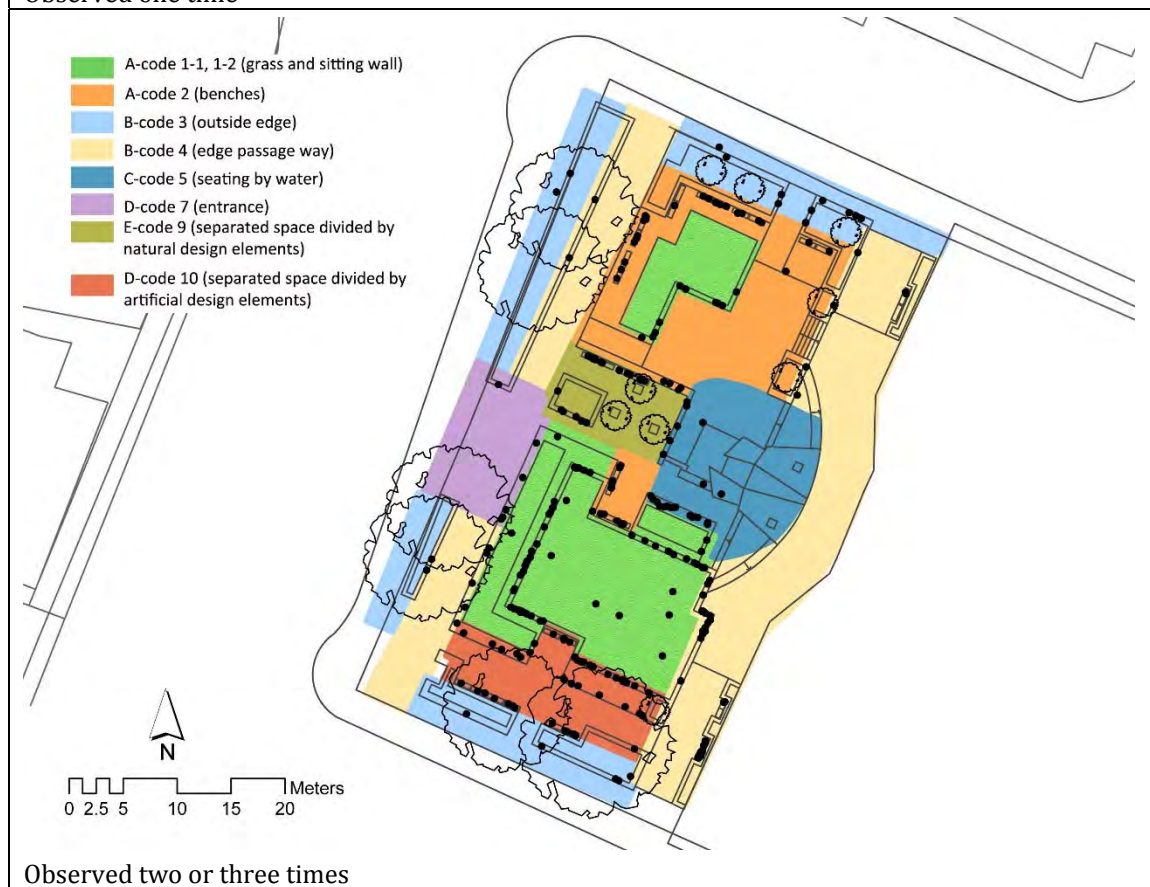 Observed one time
A-code 1-1, 1-2 (grass and sitting wall)
A-code 2 (benches)
B-code 3 (outside edge)
B-code 4 (edge passage way)
C-code 5 (seating by water)
D-code 7 (entrance)
E-code 9 (separated space divided by
natural design elements)
D-code 10 (separated space divided by
artificial design elements)
N
Meters
0 2.5 5 10 15 20
Observed two or three times